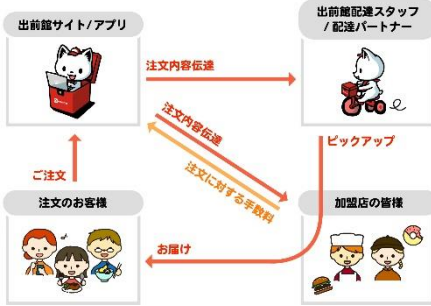 出前館サイト/アプリ
出前館配達スタッフ
/配達パートナー
注文内容伝達
注文内容伝達
注文に対する手数料
ピックアップ
ご注文
注文のお客様
加盟店の皆様
お届け